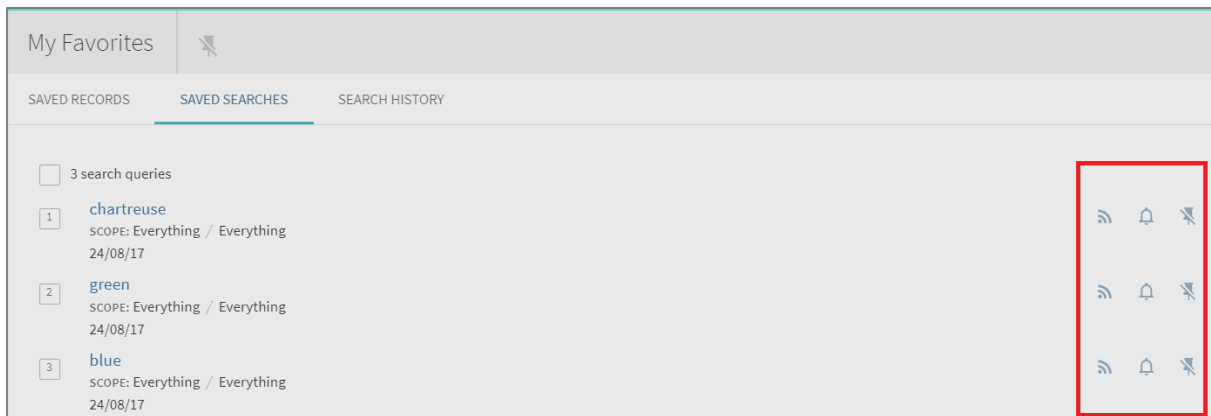 My Favorites
SAVED RECORDS SAVED SEARCHES SEARCH HISTORY
3 search queries
1 chartreuse
SCOPE: Everything / Everything
24/08/17
2 green
SCOPE: Everything / Everything
24/08/17
3 blue
SCOPE: Everything / Everything
24/08/17